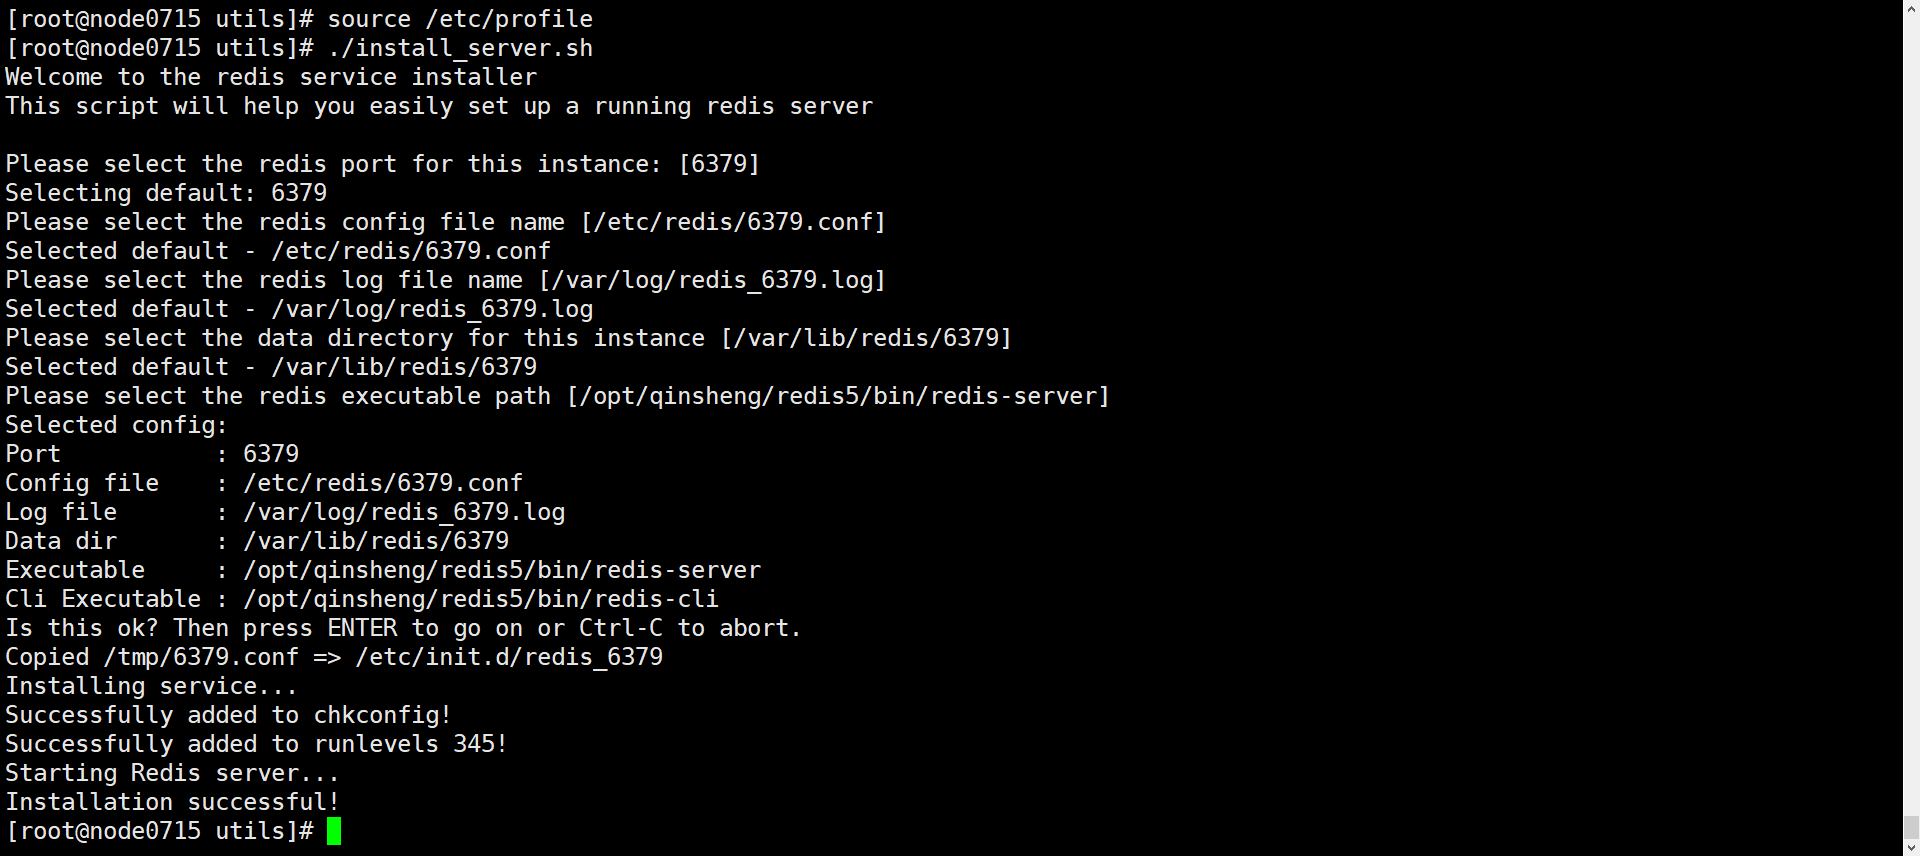 [root@node0715 utils]# source /etc/profile
[root@node0715 utils]# ./install_server.sh
Welcome to the redis service installer
This script will help you easily set up a running redis server

Please select the redis port for this instance: [6379]
Selecting default: 6379
Please select the redis config file name [/etc/redis/6379.conf]
Selected default - /etc/redis/6379.conf
Please select the redis log file name [/var/log/redis_6379.log]
Selected default - /var/log/redis_6379.log
Please select the data directory for this instance [/var/lib/redis/6379]
Selected default - /var/lib/redis/6379
Please select the redis executable path [/opt/qinsheng/redis5/bin/redis-server]
Selected config:
Port           : 6379
Config file    : /etc/redis/6379.conf
Log file       : /var/log/redis_6379.log
Data dir       : /var/lib/redis/6379
Executable     : /opt/qinsheng/redis5/bin/redis-server
Cli Executable : /opt/qinsheng/redis5/bin/redis-cli
Is this ok? Then press ENTER to go on or Ctrl-C to abort.
Copied /tmp/6379.conf => /etc/init.d/redis_6379
Installing service...
Successfully added to chkconfig!
Successfully added to runlevels 345!
Starting Redis server...
Installation successful!
[root@node0715 utils]#